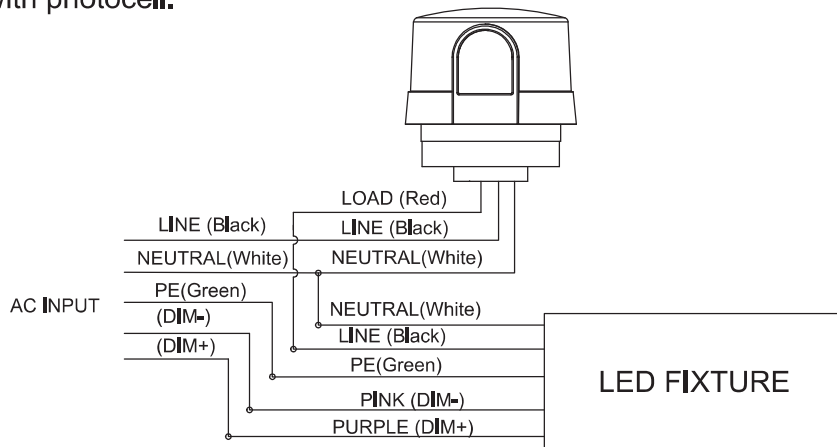 with photocell.
LOAD (Red)
LINE (Black) LINE (Black)
NEUTRAL(White) NEUTRAL(White)
PE(Green)
AC INPUT
(DIM-)
(DIM+)
NEUTRAL(White)
LINE (Black)
PE(Green)
PINK (DIM-)
PURPLE (DIM+)
LED FIXTURE